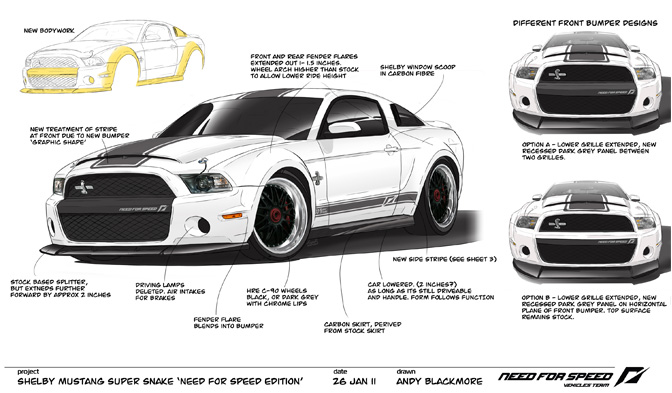 NEW BODYWORK
DIFFERENT FRONT BUMPER DESIGNS
FRONT AND REAR FENDER FLARES
EXTENDED OUT 1- 1.5 INCHES.
WHEEL ARCH HIGHER THAN STOCK
TO ALLOW LOWER RIDE HEIGHT
SHELBY WINDOW SCOOP
IN CARBON FIBRE
NEW TREATMENT OF STRIPE
AT FRONT DUE TO NEW BUMPER
'GRAPHIC SHAPE'
OPTION A - LOWER GRILLE EXTENDED, NEW
RECESSED DARK GREY PANEL BETWEEN
TWO GRILLES.
NEED FOR SPEED
NEW SIDE STRIPE (SEE SHEET 3)
STOCK BASED SPLITTER,
BUT EXTNEDS FURTHER
FORWARD BY APPROX 2 INCHES
DRIVING LAMPS
DELETED. AIR INTAKES
FOR BRAKES
FENDER FLARE
BLENDS INTO BUMPER
HRE C-90 WHEELS
BLACK, OR DARK GREY
WITH CHROME LIPS
CARBON SKIRT, DERIVED
FROM STOCK SKIRT
CAR LOWERED. (2 INCHES?)
AS LONG AS ITS STILL DRIVEABLE
AND HANDLE. FORM FOLLOWS FUNCTION
OPTION B - LOWER GRILLE EXTENDED, NEW
RECESSED DARK GREY PANEL ON HORIZONTAL
PLANE OF FRONT BUMPER. TOP SURFACE
REMAINS STOCK.
project
SHELBY MUSTANG SUPER SNAKE 'NEED FOR SPEED EDITION'
date
26 JAN 11
drawn
ANDY BLACKMORE
NEED FOR SPEED
VEHICLES TEAM